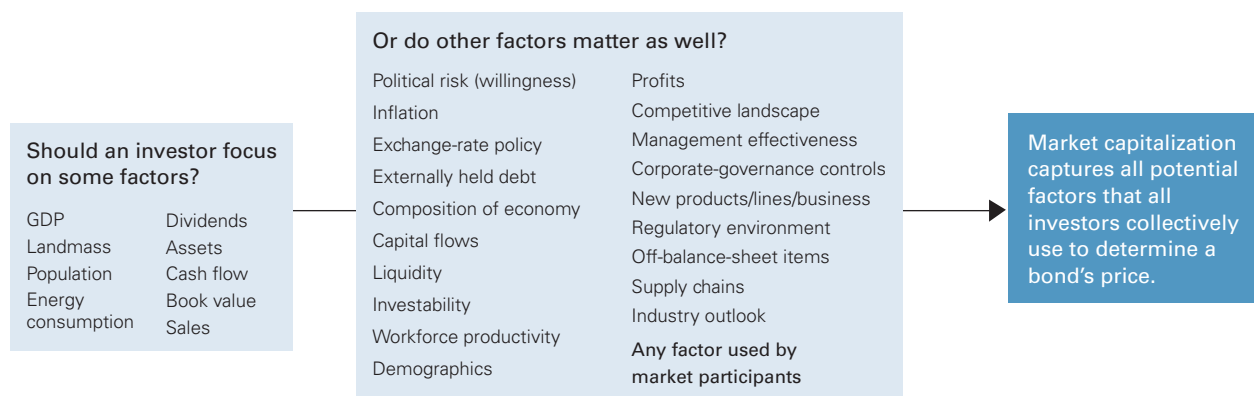 Should an investor focus
on some factors?
GDP
Landmass
Population
Energy
consumption
Dividends
Assets
Cash flow
Book value
Sales
Or do other factors matter as well?
Political risk (willingness)
Inflation
Exchange-rate policy
Externally held debt
Composition of economy
Capital flows
Liquidity
Investability
Workforce productivity
Demographics
Profits
Competitive landscape
Management effectiveness
Corporate-governance controls
New products/lines/business
Regulatory environment
Off-balance-sheet items
Supply chains
Industry outlook
Any factor used by
market participants
Market capitalization
captures all potential
factors that all
investors collectively
use to determine a
bond’s price.